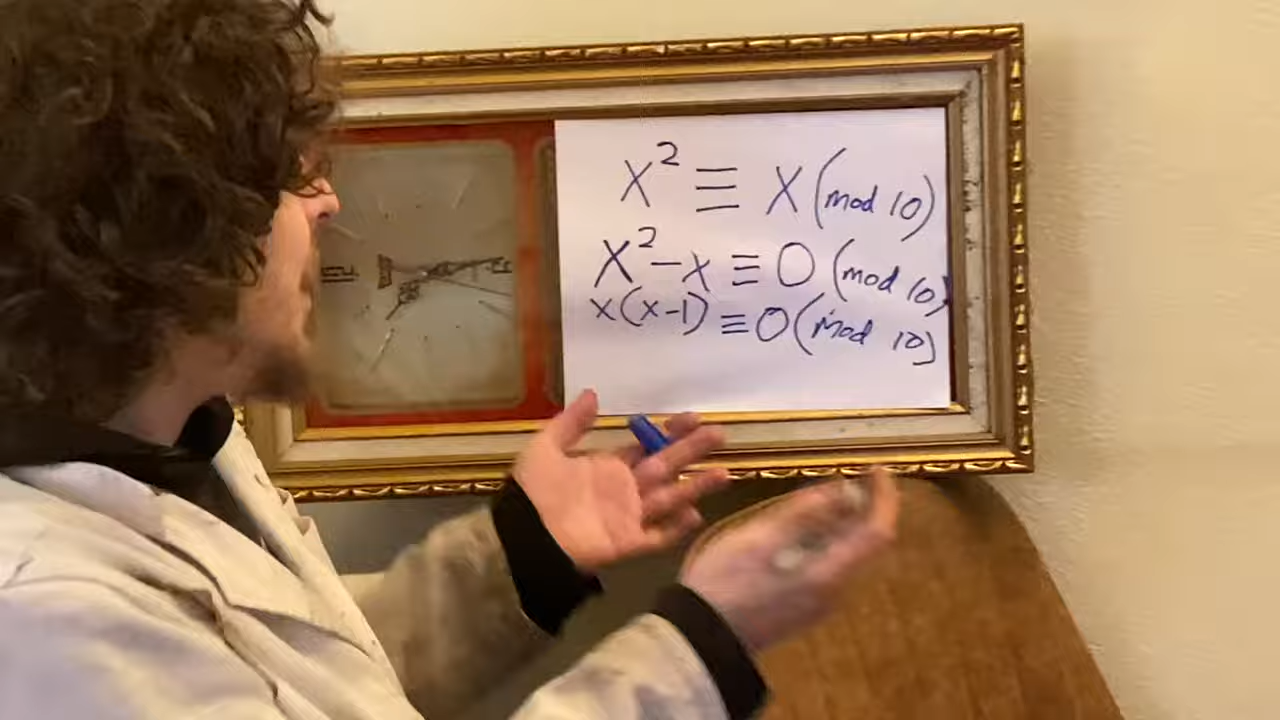 x² ≡ x (mod 10)
x² - x ≡ 0 (mod 10)
x(x-1) ≡ 0 (mod 10)